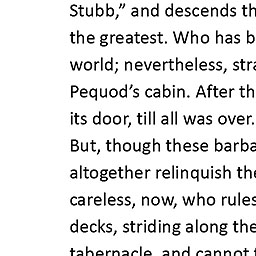 Stubb,” and descends th
the greatest. Who has b
world; nevertheless, stra
Pequod’s cabin. After th
its door, till all was over.
But, though these barba
altogether relinquish the
careless, now, who rules
decks, striding along the
tabernacle, and cannot